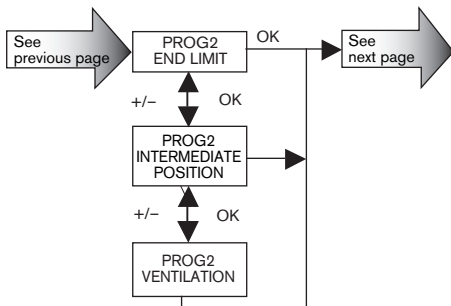 See
previous page
PROG2
END LIMIT
OK
See
next page
+/–
OK
PROG2
INTERMEDIATE
POSITION
+/–
OK
PROG2
VENTILATION